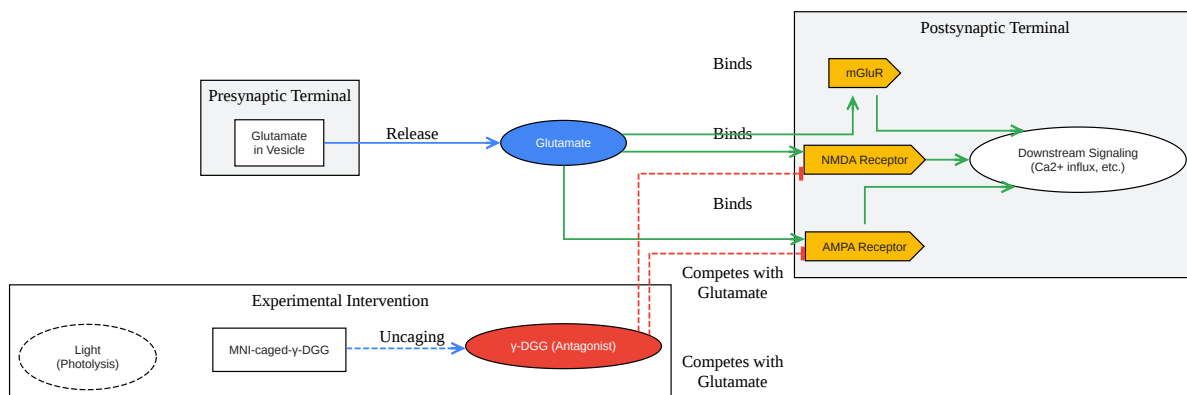 Postsynaptic Terminal
Binds
mGluR
Presynaptic Terminal
Glutamate
in Vesicle
Release
Glutamate
Binds
NMDA Receptor
Downstream Signaling
(Ca2+ influx, etc.)
Binds
AMPA Receptor
Competes with
Glutamate
Experimental Intervention
Light
(Photolysis)
MNI-caged-γ-DGG
Uncaging
γ-DGG (Antagonist)
Competes with
Glutamate